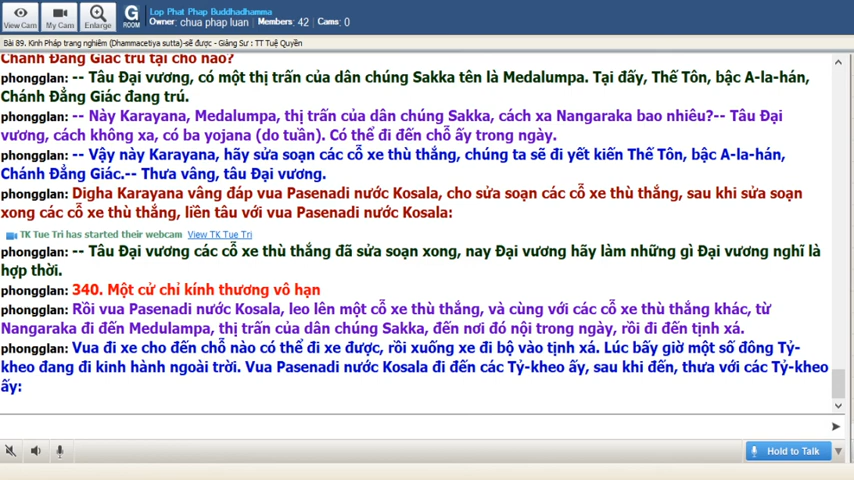 Lop Phat Phap Buddhadhamma
Owner: chua phap luan | Members: 42 | Cams: 0
View Cam
My Cam
Enlarge
G
ROOM
Bài 89. Kinh Pháp trang nghiêm (Dhammacetiya sutta)-sẽ được - Giảng Sư : TT Tuệ Quyền
Chánh Đẳng Giác trú tại chỗ nào?
phongglan: -- Tâu Đại vương, có một thị trấn của dân chúng Sakka tên là Medalumpa. Tại đấy, Thế Tôn, bậc A-la-hán,
Chánh Đẳng Giác đang trú.
phongglan: -- Này Karayana, Medalumpa, thị trấn của dân chúng Sakka, cách xa Nangaraka bao nhiêu?-- Tâu Đại
vương, cách không xa, có ba yojana (do tuần). Có thể đi đến chỗ ấy trong ngày.
phongglan: -- Vậy này Karayana, hãy sửa soạn các cỗ xe thù thắng, chúng ta sẽ đi yết kiến Thế Tôn, bậc A-la-hán,
Chánh Đẳng Giác.-- Thưa vâng, tâu Đại vương.
phongglan: Digha Karayana vâng đáp vua Pasenadi nước Kosala, cho sửa soạn các cỗ xe thù thắng, sau khi sửa soạn
xong các cỗ xe thù thắng, liền tâu với vua Pasenadi nước Kosala:
TK Tue Tri has started their webcam View TK Tue Tri
phongglan: -- Tâu Đại vương các cỗ xe thù thắng đã sửa soạn xong, nay Đại vương hãy làm những gì Đại vương nghĩ là
hợp thời.
phongglan: 340. Một cử chỉ kính thương vô hạn
phongglan: Rồi vua Pasenadi nước Kosala, leo lên một cỗ xe thù thắng, và cùng với các cỗ xe thù thắng khác, từ
Nangaraka đi đến Medulampa, thị trấn của dân chúng Sakka, đến nơi đó nội trong ngày, rồi đi đến tịnh xá.
phongglan: Vua đi xe cho đến chỗ nào có thể đi xe được, rồi xuống xe đi bộ vào tịnh xá. Lúc bấy giờ một số đông Tỷ-
kheo đang đi kinh hành ngoài trời. Vua Pasenadi nước Kosala đi đến các Tỷ-kheo ấy, sau khi đến, thưa với các Tỷ-kheo
ấy:
Hold to Talk